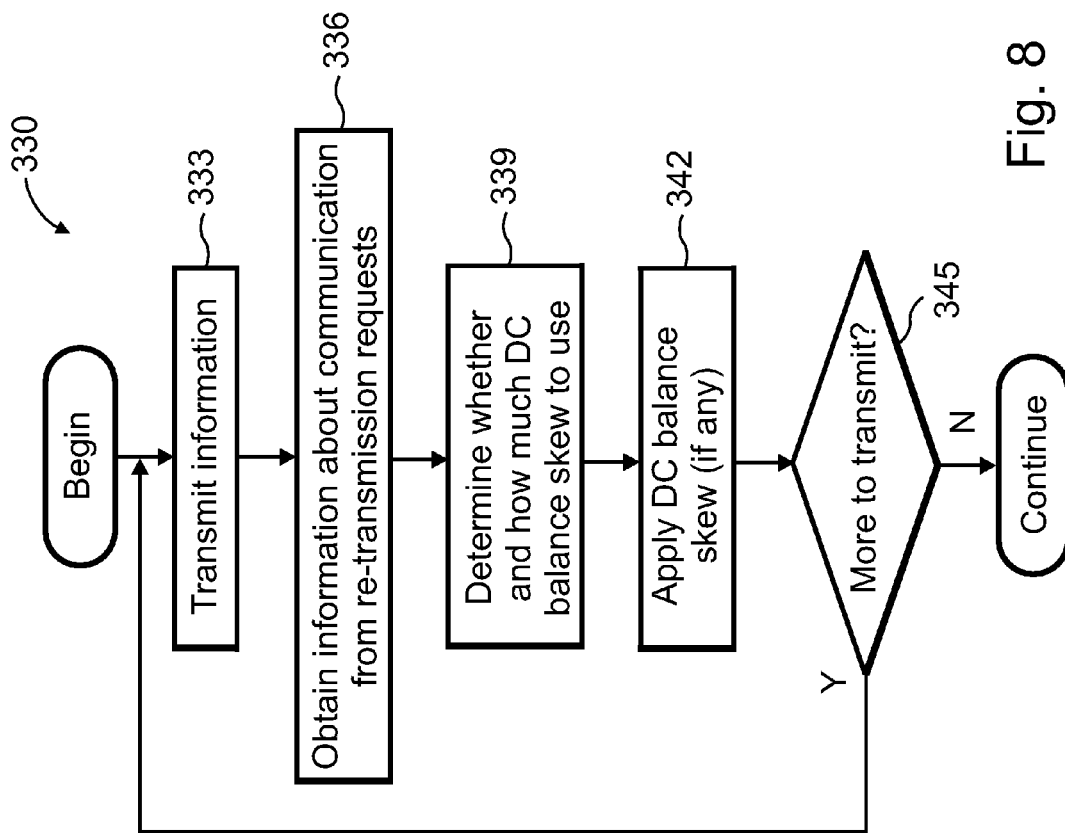 330
Begin
Transmit information
333
Obtain information about communication
from re-transmission requests
336
Determine whether
and how much DC
balance skew to use
339
Apply DC balance
skew (if any)
342
More to transmit?
345
Y
N
Continue
Fig. 8